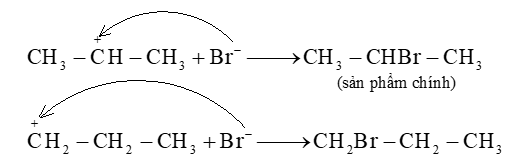 CH₃ – C⁺H – CH₃ + Br⁻ ⟶ CH₃ – CHBr – CH₃
(sản phẩm chính)
C⁺H₂ – CH₂ – CH₃ + Br⁻ ⟶ CH₂Br – CH₂ – CH₃